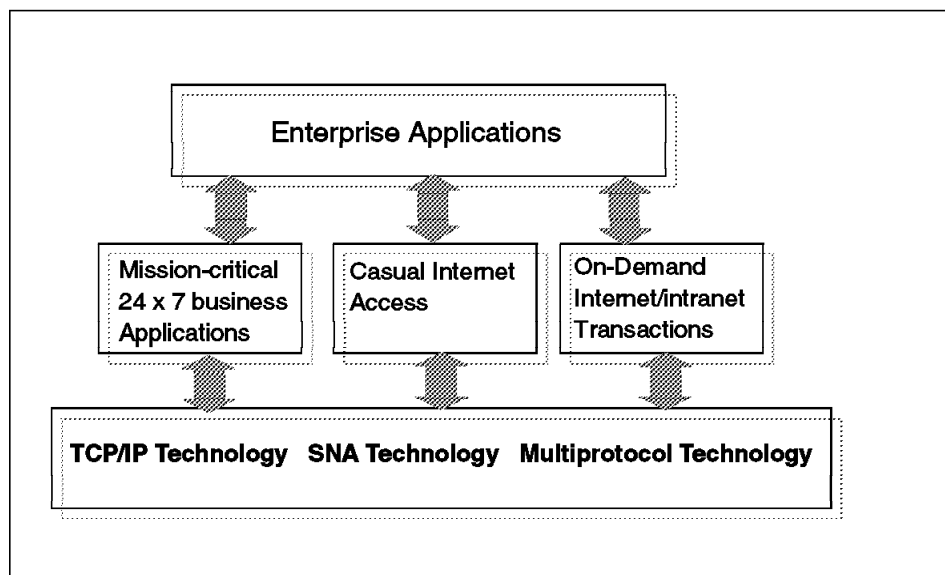 Enterprise Applications
Mission-critical
24 x 7 business
Applications
Casual Internet
Access
On-Demand
Internet/intranet
Transactions
TCP/IP Technology SNA Technology Multiprotocol Technology